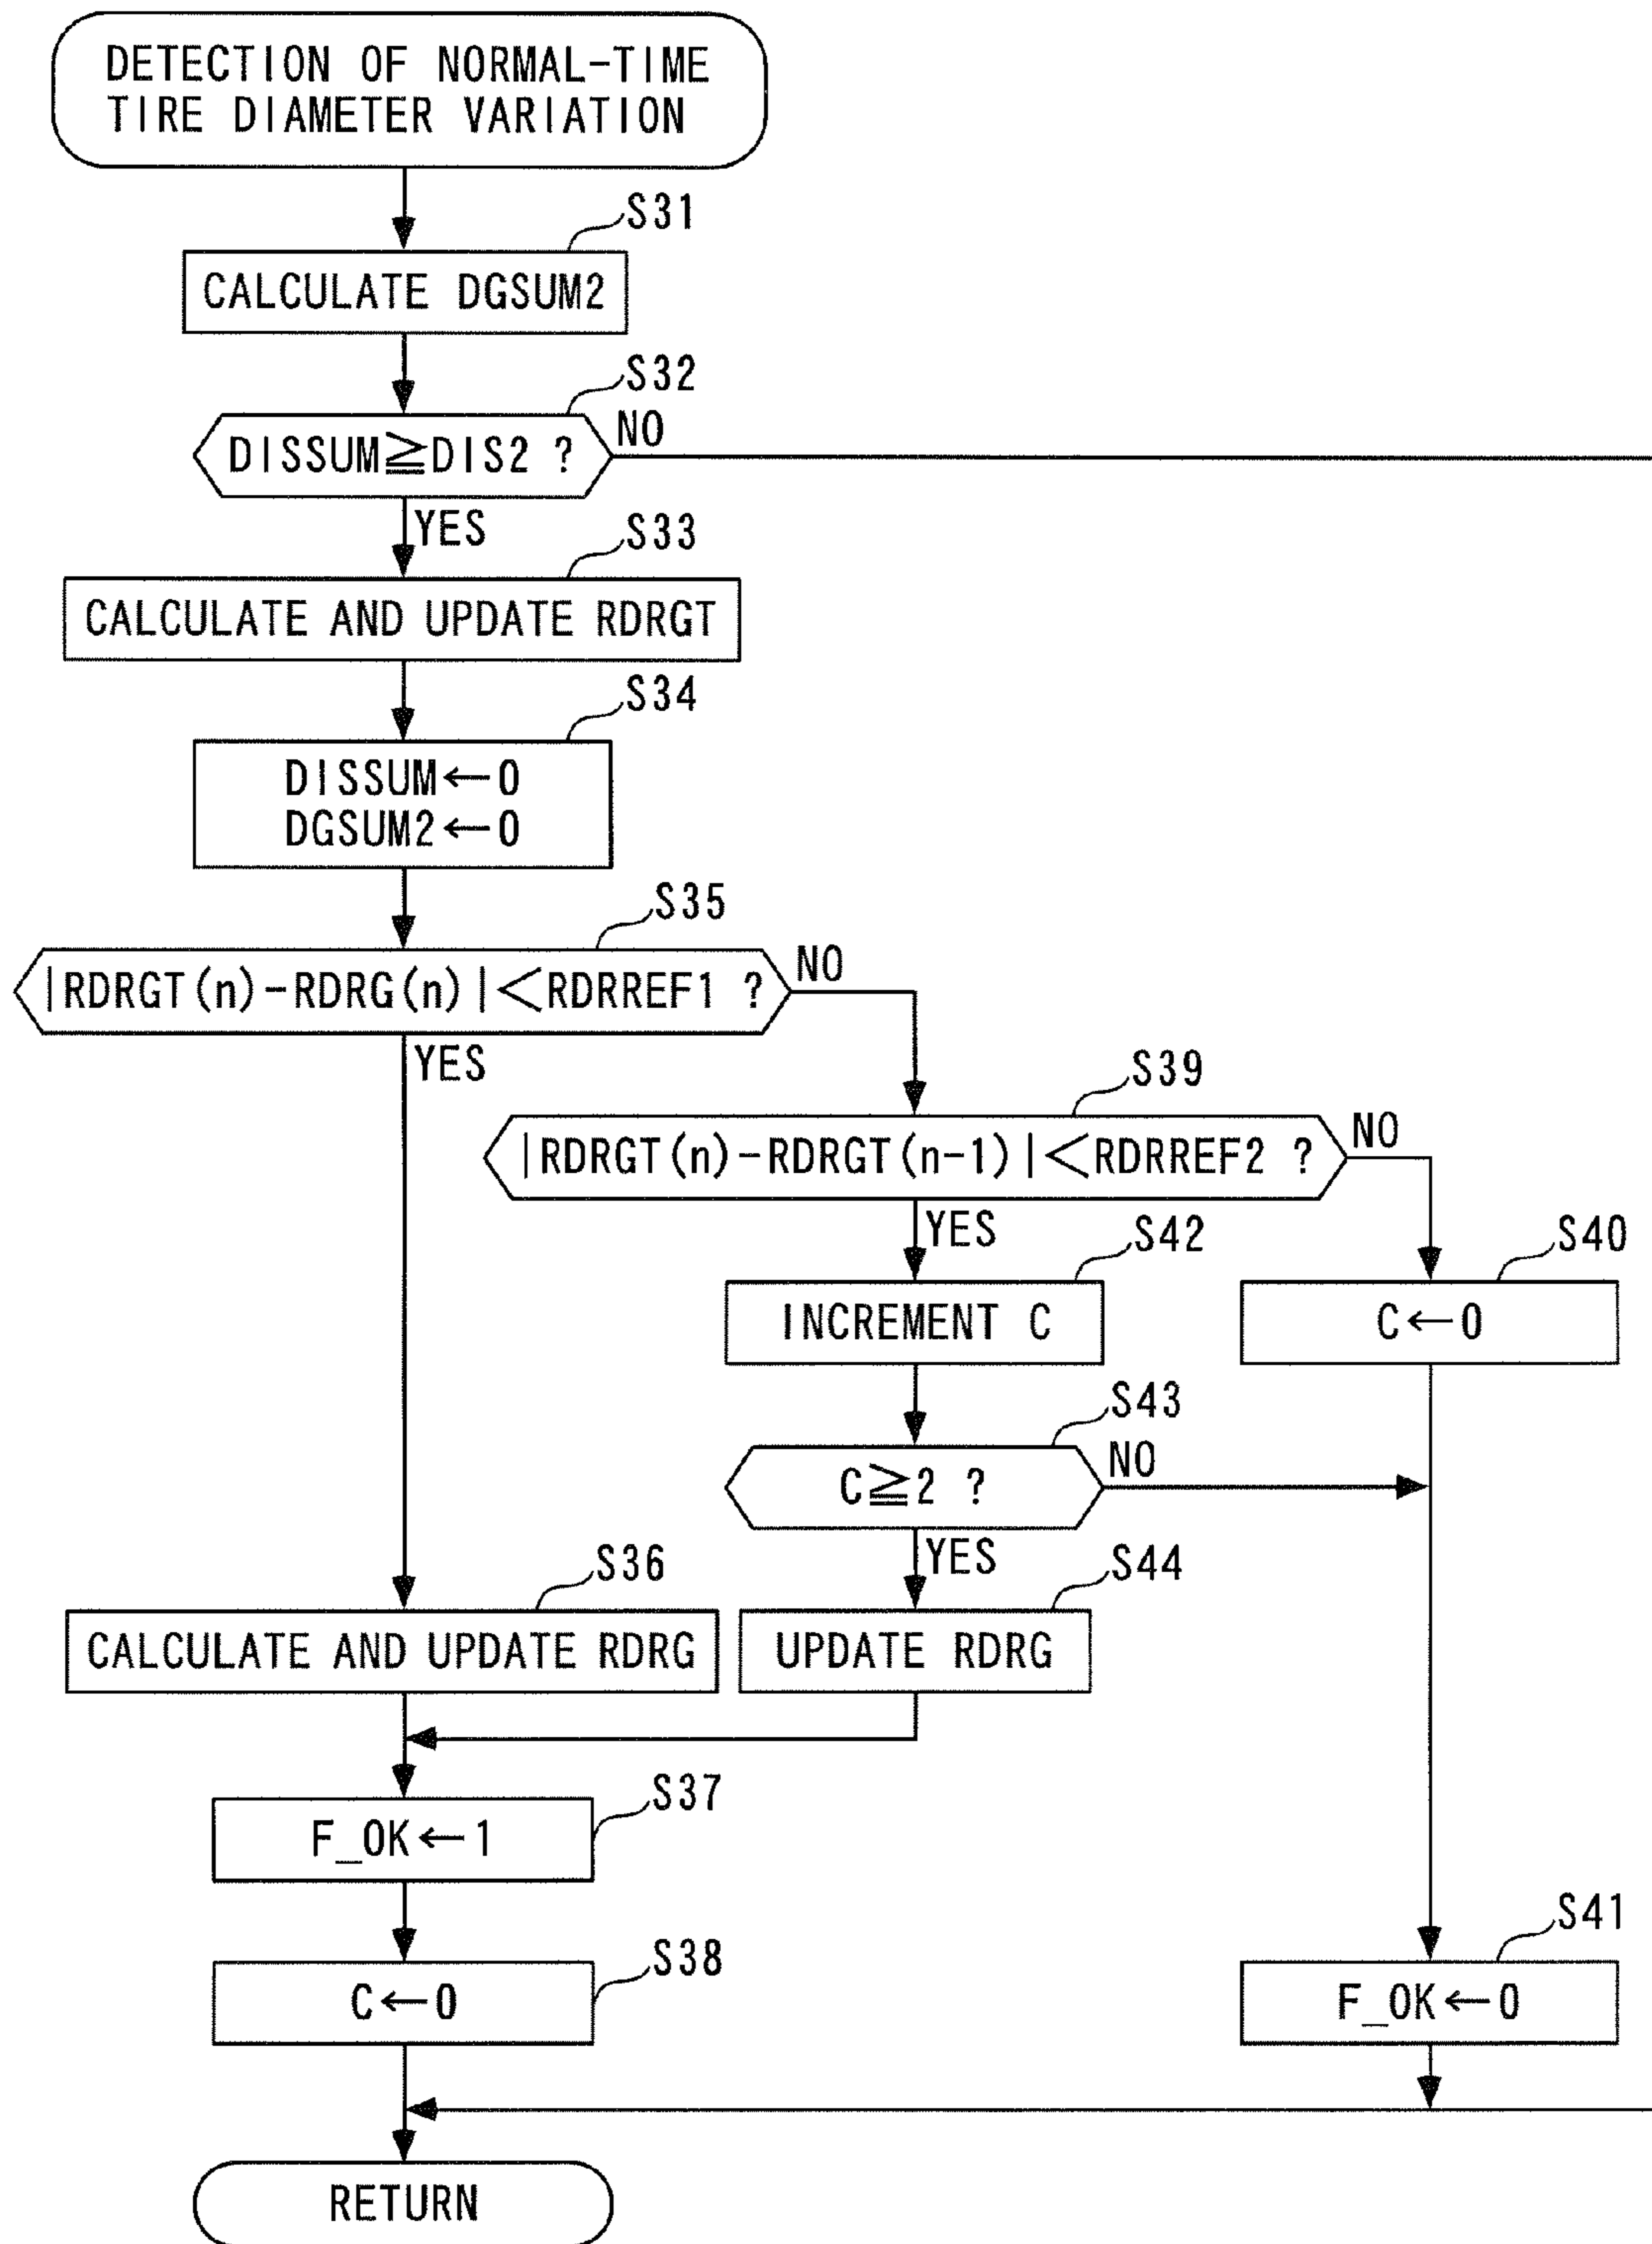 DETECTION OF NORMAL-TIME
TIRE DIAMETER VARIATION
S31
CALCULATE DGSUM2
S32
DISSUM≧DIS2 ?
NO
YES
S33
CALCULATE AND UPDATE RDRGT
S34
DISSUM←0
DGSUM2←0
S35
|RDRGT(n)-RDRG(n)|<RDRREF1 ?
NO
YES
S39
|RDRGT(n)-RDRGT(n-1)|<RDRREF2 ?
NO
YES
S42
INCREMENT C
S40
C←0
S43
C≧2 ?
NO
YES
S36
CALCULATE AND UPDATE RDRG
S44
UPDATE RDRG
S37
F_OK←1
S38
C←0
S41
F_OK←0
RETURN